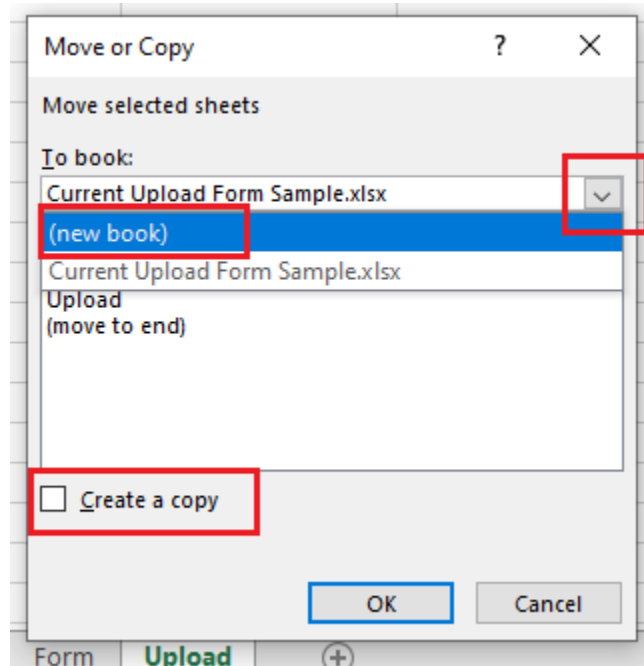 Move or Copy ? ×
Move selected sheets
To book:
Current Upload Form Sample.xlsx
(new book)
Current Upload Form Sample.xlsx
Upload
(move to end)
Create a copy
OK Cancel
Form Upload